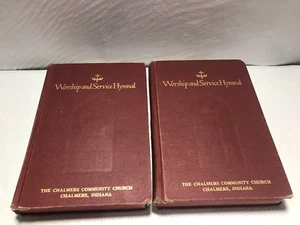 Worship and Service Hymnal
THE CHALMERS COMMUNITY CHURCH
CHALMERS, INDIANA
Worship and Service Hymnal
THE CHALMERS COMMUNITY CHURCH
CHALMERS, INDIANA